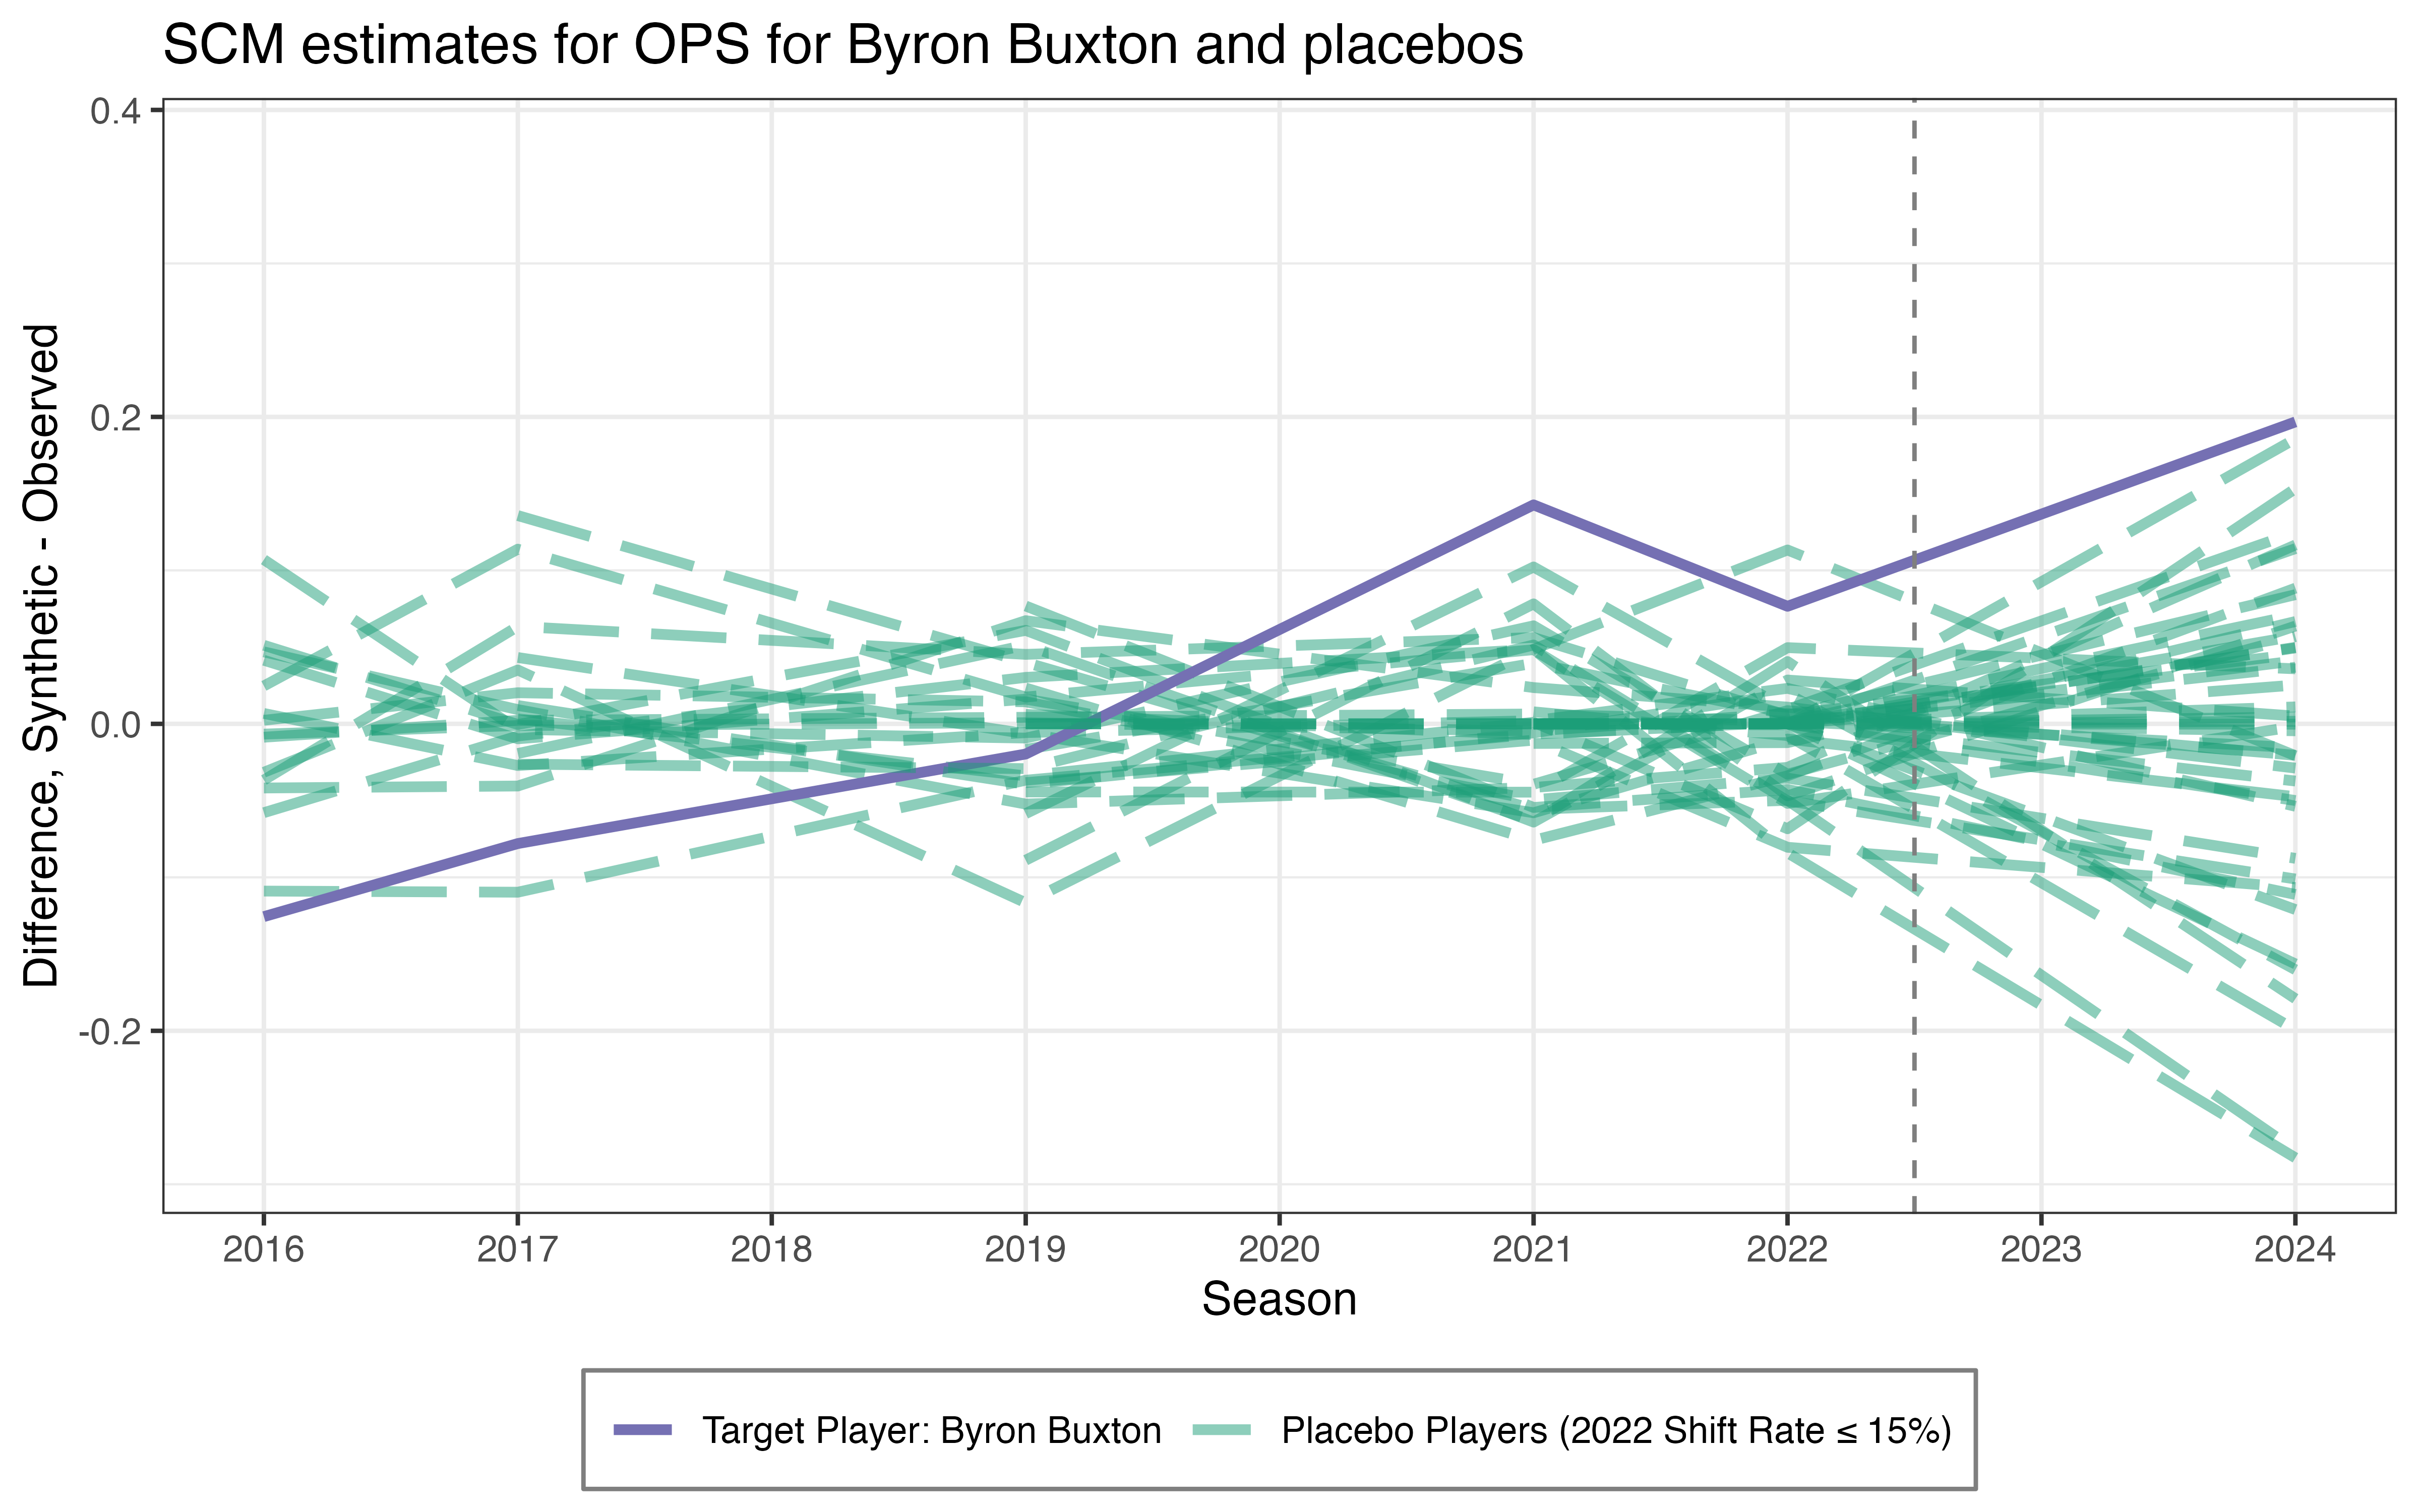 SCM estimates for OPS for Byron Buxton and placebos
Difference, Synthetic - Observed
0.4
0.2
0.0
-0.2
2016 2017 2018 2019 2020 2021 2022 2023 2024
Season
Target Player: Byron Buxton Placebo Players (2022 Shift Rate ≤ 15%)